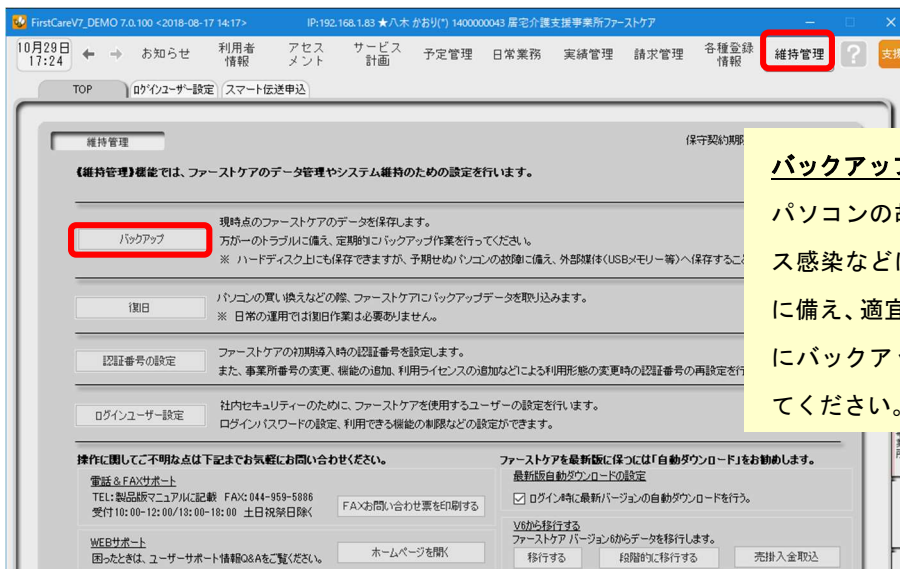 FirstCareV7_DEMO 7.0.100 <2018-08-17 14:17> IP:192.168.1.83 ★八木 かおり(*) 1400000043 居宅介護支援事業所ファーストケア
10月29日
17:24
← → お知らせ 利用者情報 アセスメント サービス計画 予定管理 日常業務 実績管理 請求管理 各種登録情報 維持管理 ?
TOP ログインユーザー設定 スマート伝送申込
維持管理 保守契約期限
《維持管理》機能では、ファーストケアのデータ管理やシステム維持のための設定を行います。
バックアップ
現時点のファーストケアのデータを保存します。
万が一のトラブルに備え、定期的にバックアップ作業を行ってください。
※ ハードディスク上にも保存できますが、予期せぬパソコンの故障に備え、外部媒体(USBメモリー等)へ保存するこ
復旧
パソコンの買い換えなどの際、ファーストケアにバックアップデータを取り込みます。
※ 日常の運用では復旧作業は必要ありません。
認証番号の設定
ファーストケアの初期導入時の認証番号を設定します。
また、事業所番号の変更、機能の追加、利用ライセンスの追加などによる利用形態の変更時の認証番号の再設定を行
ログインユーザー設定
社内セキュリティーのために、ファーストケアを使用するユーザーの設定を行います。
ログインパスワードの設定、利用できる機能の制限などの設定ができます。
バックアップ
パソコンの故
ス感染などに
に備え、適宜
にバックア
てください。
操作に関してご不明な点は下記までお気軽にお問い合わせください。
電話＆FAXサポート
TEL:製品版マニュアルに記載 FAX:044-959-5886
受付10:00-12:00/13:00-18:00 土日祝祭日除く
FAXお問い合わせ票を印刷する
WEBサポート
困ったときは、ユーザーサポート情報Q&Aをご覧ください。
ホームページを開く
ファーストケアを最新版に保つには「自動ダウンロード」をお勧めします。
最新版自動ダウンロードの設定
ログイン時に最新バージョンの自動ダウンロードを行う。
V6から移行する
ファーストケア バージョン6からデータを移行します。
移行する 段階的に移行する 売掛入金取込